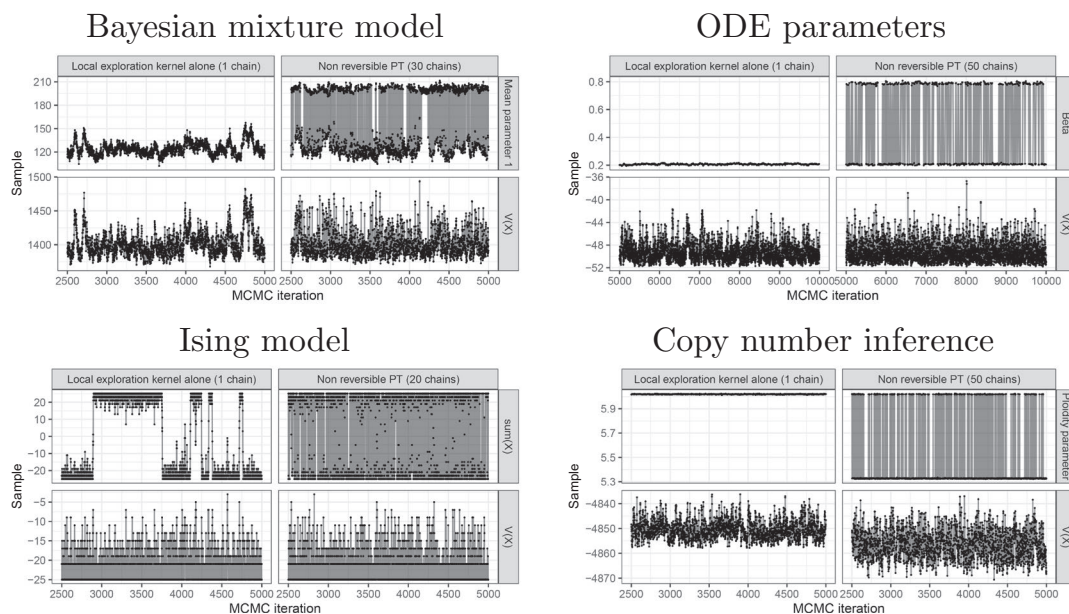 Bayesian mixture model
Local exploration kernel alone (1 chain)
Non reversible PT (30 chains)
Sample
210
180
150
120
Mean parameter 1
1500
1450
1400
V(X)
2500 3000 3500 4000 4500 5000
2500 3000 3500 4000 4500 5000
MCMC iteration
ODE parameters
Local exploration kernel alone (1 chain)
Non reversible PT (50 chains)
Sample
0.8
0.6
0.4
0.2
Beta
−36
−40
−44
−48
−52
V(X)
5000 6000 7000 8000 9000 10000
5000 6000 7000 8000 9000 10000
MCMC iteration
Ising model
Local exploration kernel alone (1 chain)
Non reversible PT (20 chains)
Sample
20
10
0
−10
−20
sum(X)
−5
−10
−15
−20
−25
V(X)
2500 3000 3500 4000 4500 5000
2500 3000 3500 4000 4500 5000
MCMC iteration
Copy number inference
Local exploration kernel alone (1 chain)
Non reversible PT (50 chains)
Sample
5.9
5.7
5.5
5.3
Ploidity parameter
−4840
−4850
−4860
−4870
V(X)
2500 3000 3500 4000 4500 5000
2500 3000 3500 4000 4500 5000
MCMC iteration